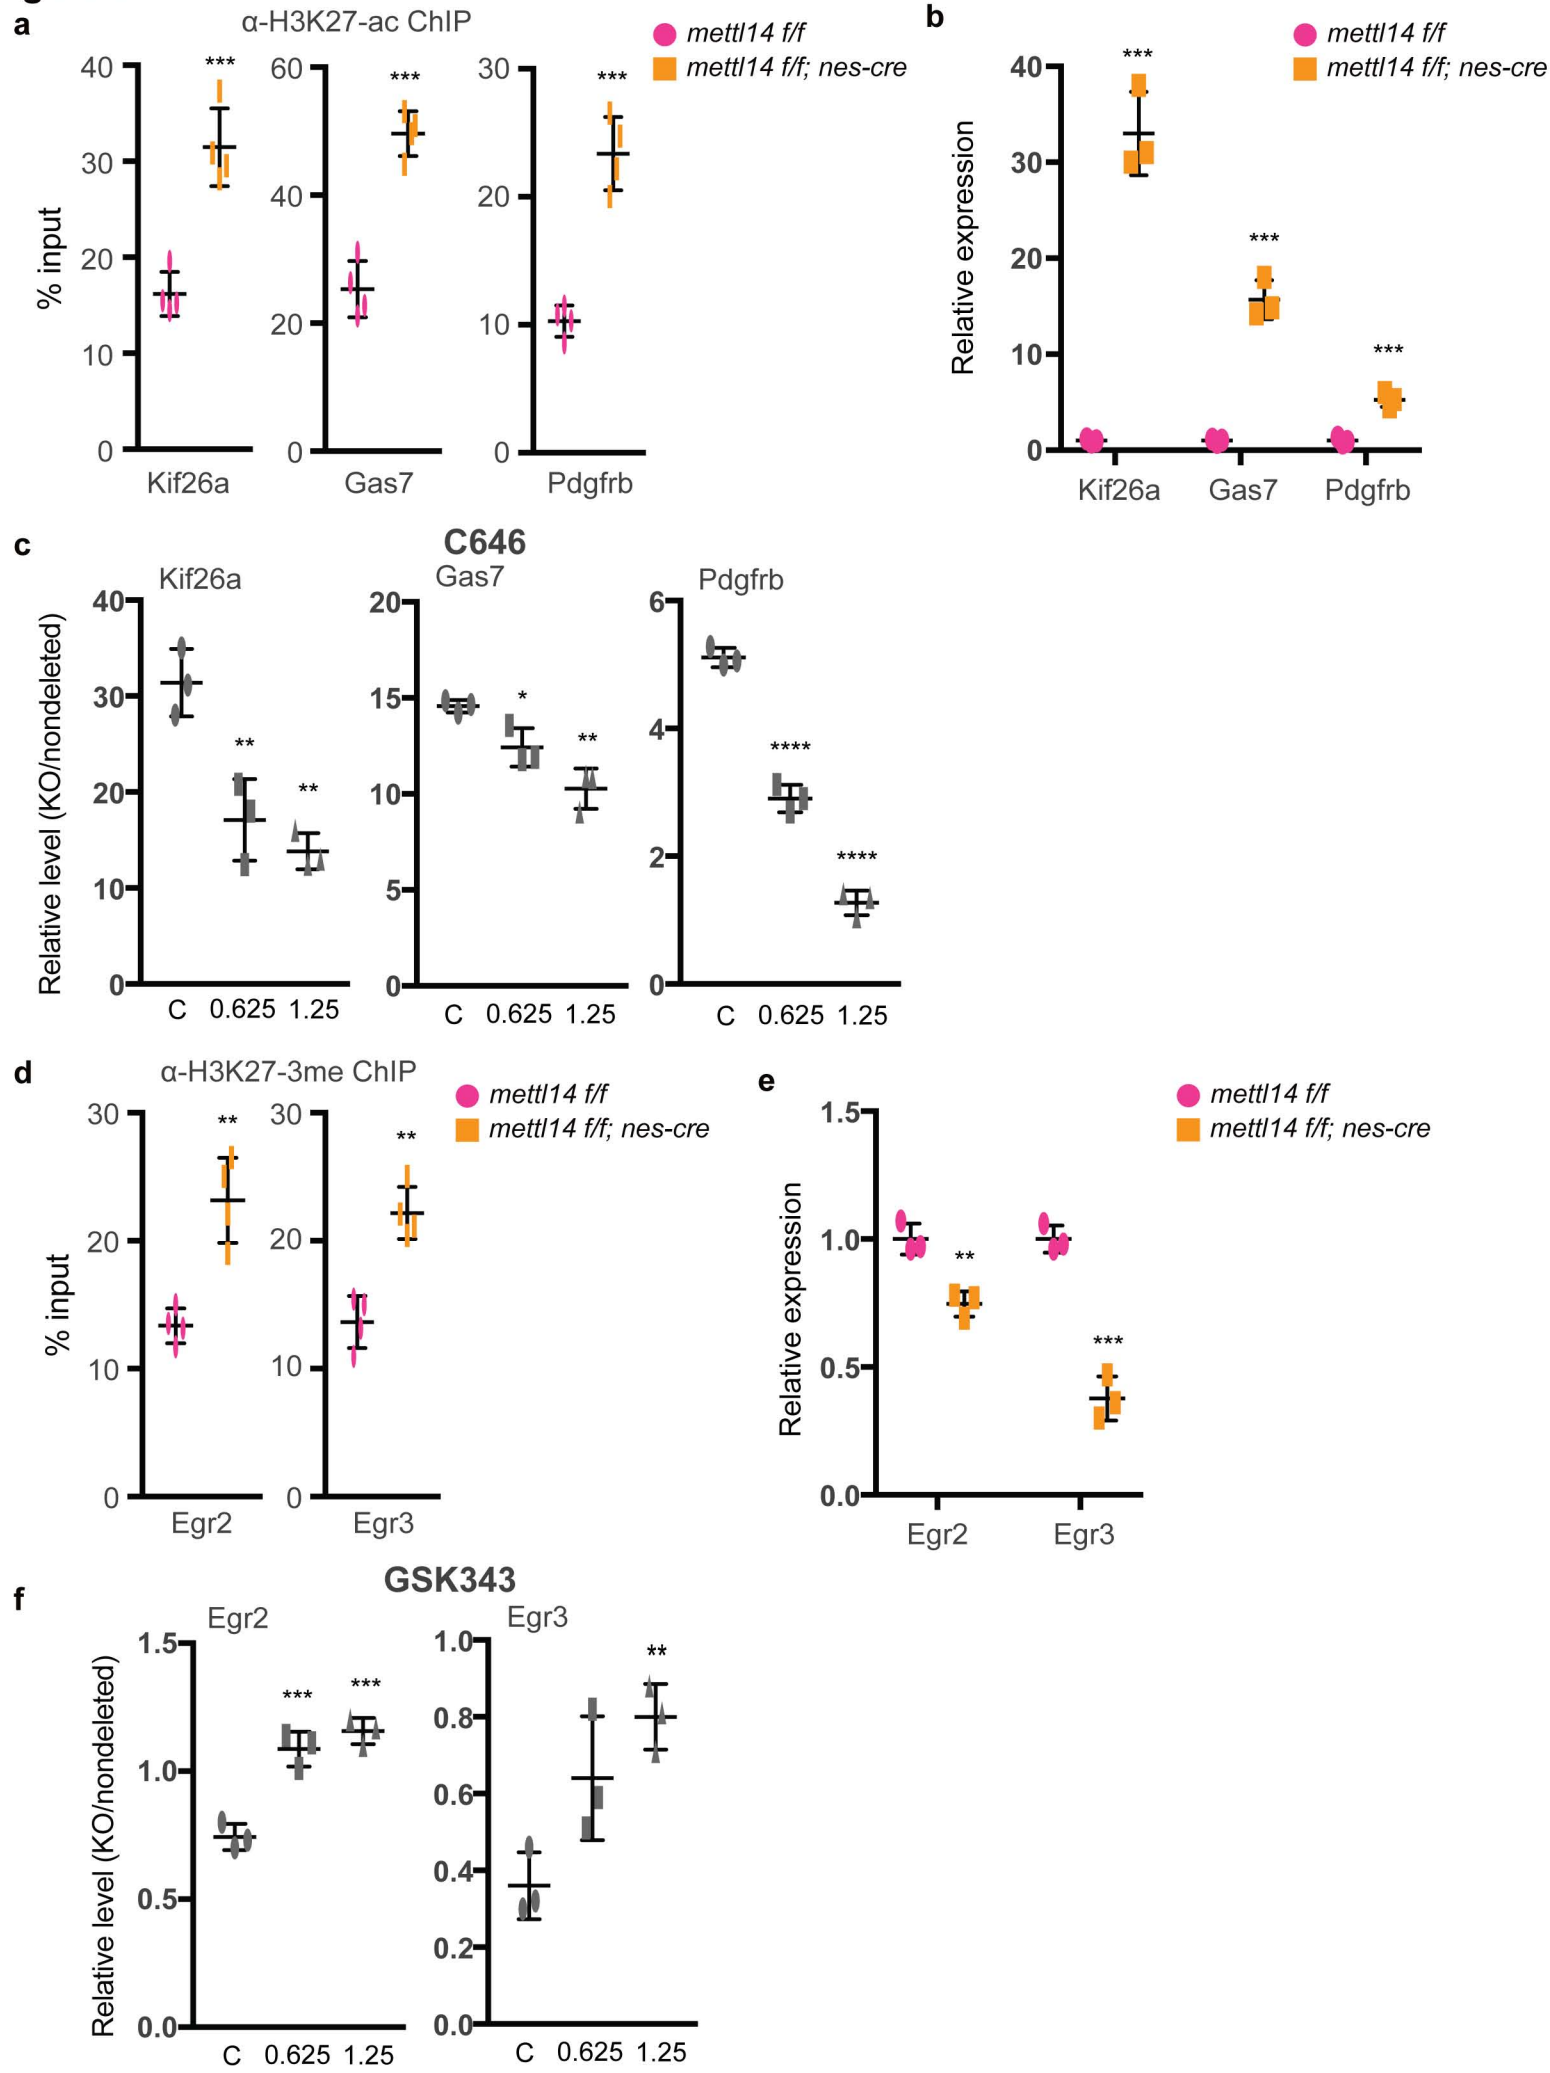 a
α-H3K27-ac ChIP
mettl14 f/f
mettl14 f/f; nes-cre
% input
40
30
20
10
0
***
Kif26a
60
40
20
0
***
Gas7
30
20
10
0
***
Pdgfrb
b
mettl14 f/f
mettl14 f/f; nes-cre
Relative expression
40
30
20
10
0
***
***
***
Kif26a
Gas7
Pdgfrb
c
C646
Relative level (KO/nondeleted)
Kif26a
40
30
20
10
0
**
**
C 0.625 1.25
Gas7
20
15
10
5
0
*
**
C 0.625 1.25
Pdgfrb
6
4
2
0
****
****
C 0.625 1.25
d
α-H3K27-3me ChIP
mettl14 f/f
mettl14 f/f; nes-cre
% input
30
20
10
0
**
Egr2
30
20
10
0
**
Egr3
e
mettl14 f/f
mettl14 f/f; nes-cre
Relative expression
1.5
1.0
0.5
0.0
**
***
Egr2
Egr3
f
GSK343
Relative level (KO/nondeleted)
Egr2
1.5
1.0
0.5
0.0
***
***
C 0.625 1.25
Egr3
1.0
0.8
0.6
0.4
0.2
0.0
**
C 0.625 1.25